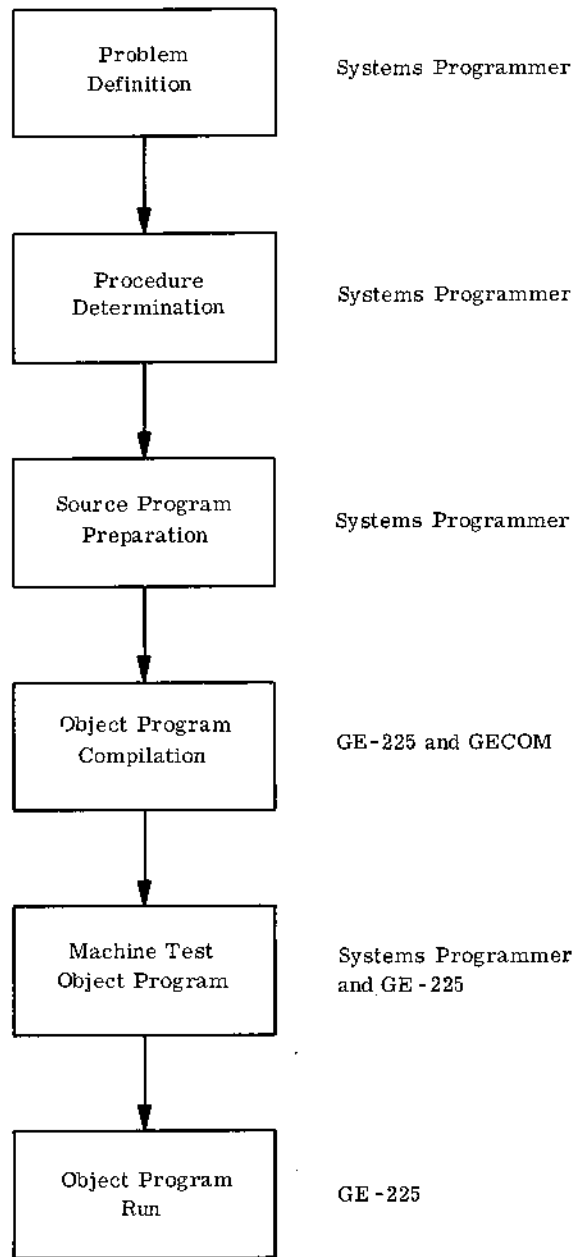 Problem
Definition
Systems Programmer
Procedure
Determination
Systems Programmer
Source Program
Preparation
Systems Programmer
Object Program
Compilation
GE-225 and GECOM
Machine Test
Object Program
Systems Programmer
and GE-225
Object Program
Run
GE-225